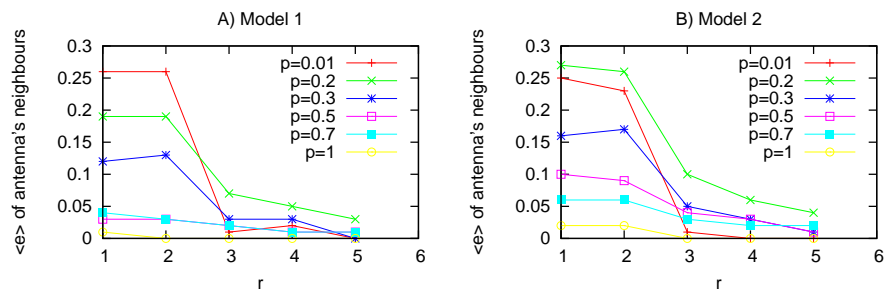 A) Model 1
<e> of antenna's neighbours
0.3
0.25
0.2
0.15
0.1
0.05
0
1 2 3 4 5 6
r
p=0.01
p=0.2
p=0.3
p=0.5
p=0.7
p=1
B) Model 2
<e> of antenna's neighbours
0.3
0.25
0.2
0.15
0.1
0.05
0
1 2 3 4 5 6
r
p=0.01
p=0.2
p=0.3
p=0.5
p=0.7
p=1